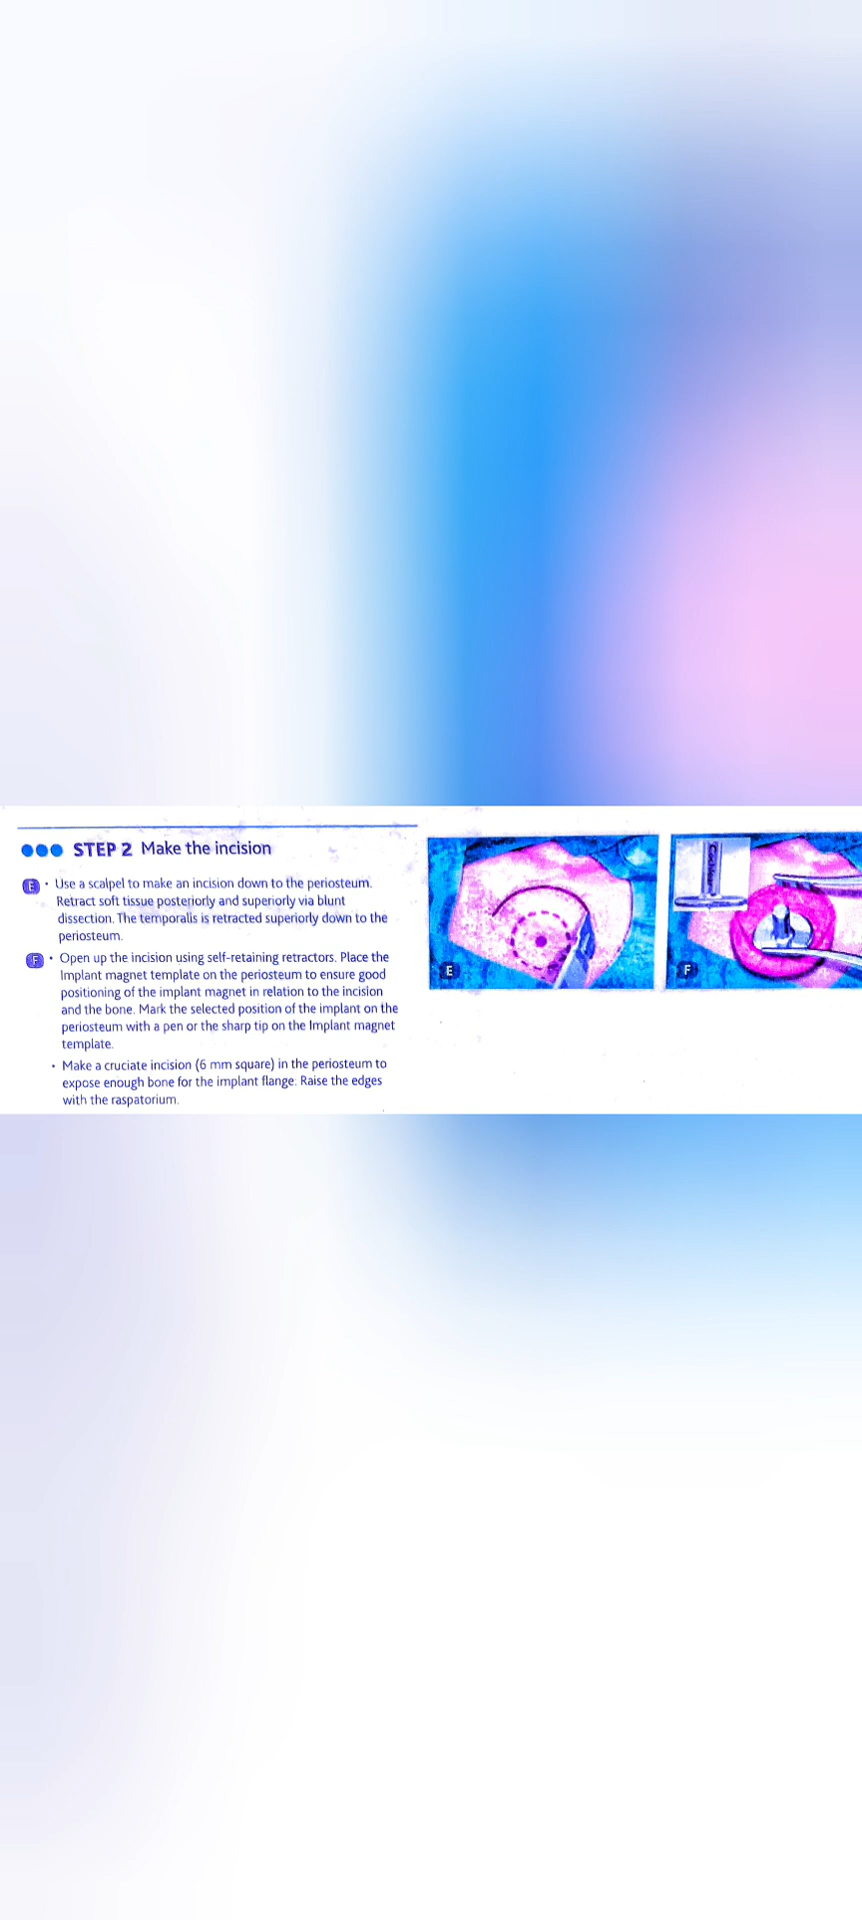 STEP 2 Make the incision
E • Use a scalpel to make an incision down to the periosteum.
Retract soft tissue posteriorly and superiorly via blunt
dissection. The temporalis is retracted superiorly down to the
periosteum.
F • Open up the incision using self-retaining retractors. Place the
Implant magnet template on the periosteum to ensure good
positioning of the implant magnet in relation to the incision
and the bone. Mark the selected position of the implant on the
periosteum with a pen or the sharp tip on the Implant magnet
template.
• Make a cruciate incision (6 mm square) in the periosteum to
expose enough bone for the implant flange. Raise the edges
with the raspatorium.
E
F